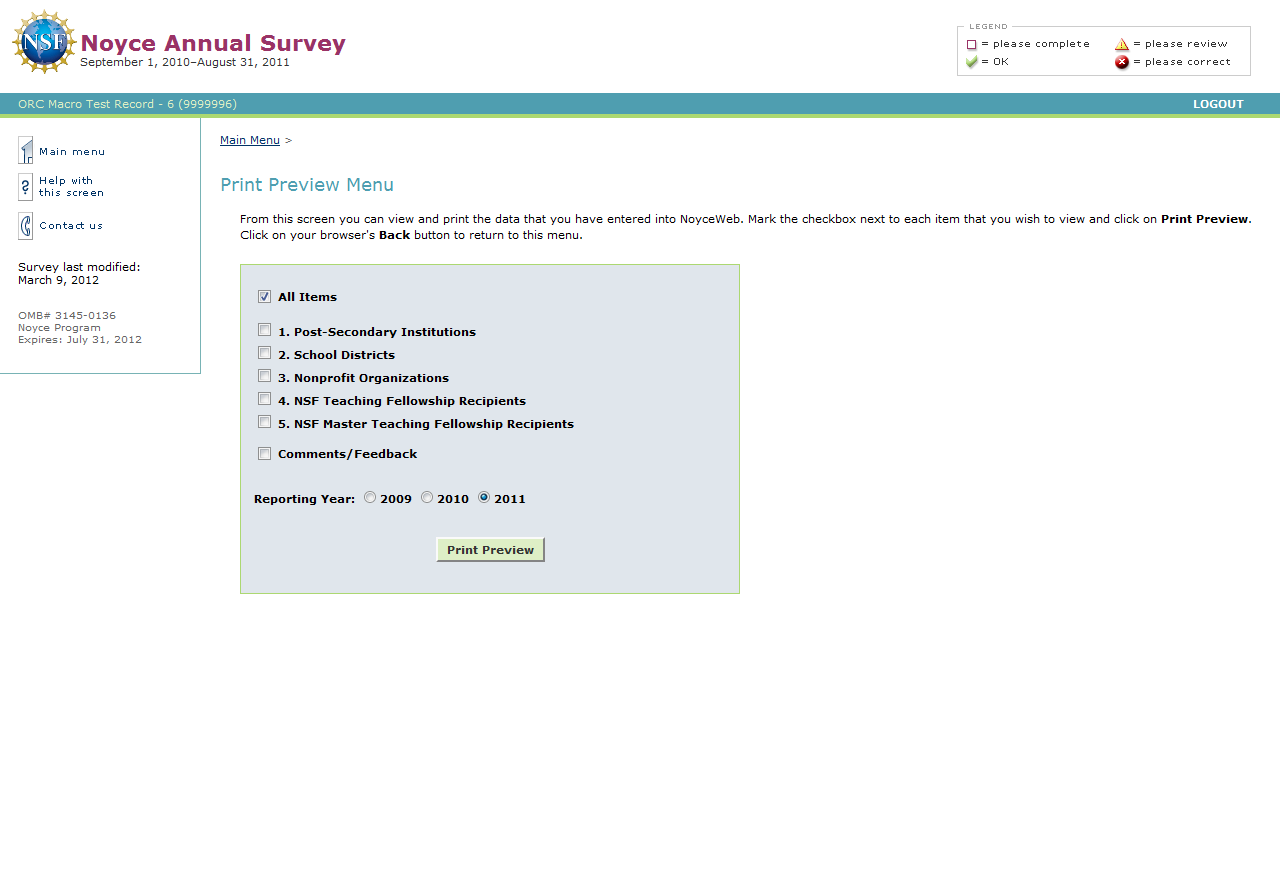 NSF
Noyce Annual Survey
September 1, 2010–August 31, 2011
LEGEND
= please complete
= please review
= OK
= please correct
ORC Macro Test Record - 6 (9999996)
LOGOUT
Main menu
Help with
this screen
Contact us
Survey last modified:
March 9, 2012
OMB# 3145-0136
Noyce Program
Expires: July 31, 2012
Main Menu >
Print Preview Menu
From this screen you can view and print the data that you have entered into NoyceWeb. Mark the checkbox next to each item that you wish to view and click on Print Preview.
Click on your browser's Back button to return to this menu.
All Items
1. Post-Secondary Institutions
2. School Districts
3. Nonprofit Organizations
4. NSF Teaching Fellowship Recipients
5. NSF Master Teaching Fellowship Recipients
Comments/Feedback
Reporting Year: 2009 2010 2011
Print Preview